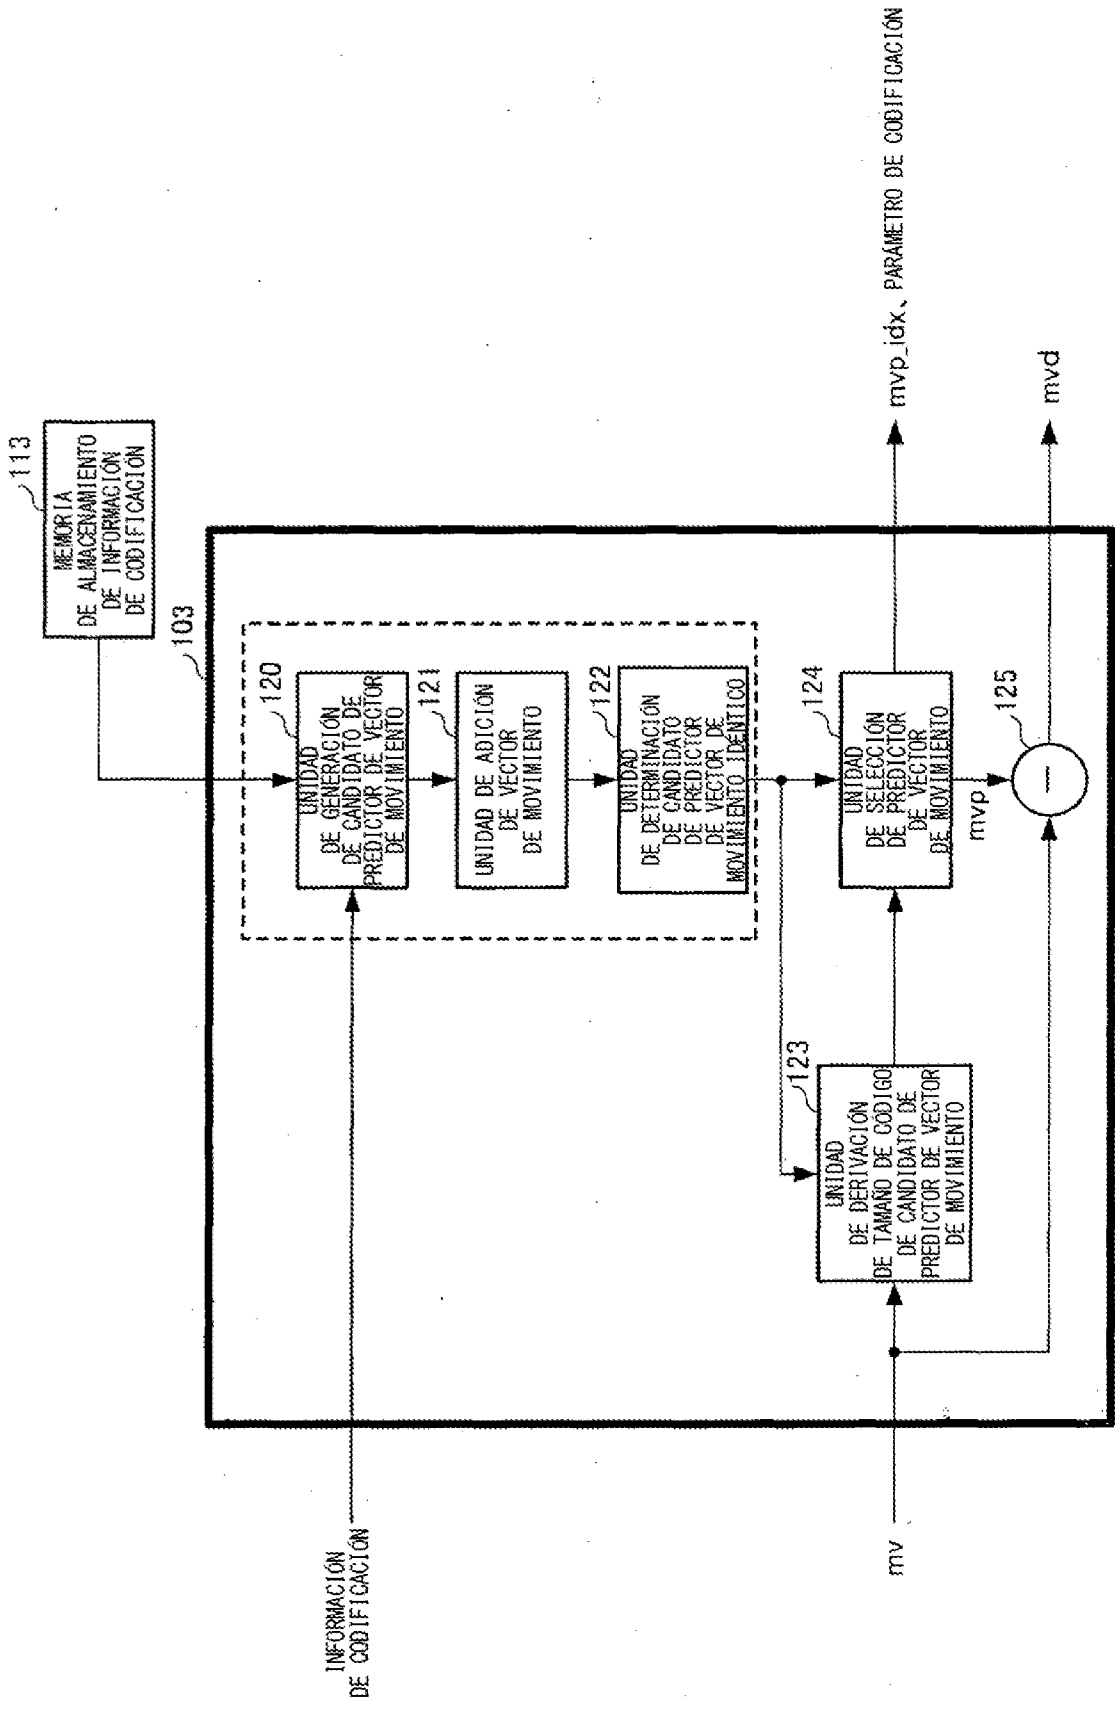 113
MEMORIA
DE ALMACENAMIENTO
DE INFORMACIÓN
DE CODIFICACIÓN
103
120
UNIDAD
DE GENERACIÓN
DE CANDIDATO DE
PREDICTOR DE VECTOR
DE MOVIMIENTO
121
UNIDAD DE ADICIÓN
DE VECTOR
DE MOVIMIENTO
122
UNIDAD
DE DETERMINACIÓN
DE CANDIDATO
DE PREDICTOR
DE VECTOR DE
MOVIMIENTO IDENTICO
INFORMACIÓN
DE CODIFICACIÓN
123
UNIDAD
DE DERIVACIÓN
DE TAMAÑO DE CÓDIGO
DE CANDIDATO DE
PREDICTOR DE VECTOR
DE MOVIMIENTO
124
UNIDAD
DE SELECCIÓN
DE PREDICTOR
DE VECTOR
DE MOVIMIENTO
mvp
125
−
mv
mvp_idx、PARÁMETRO DE CODIFICACIÓN
mvd